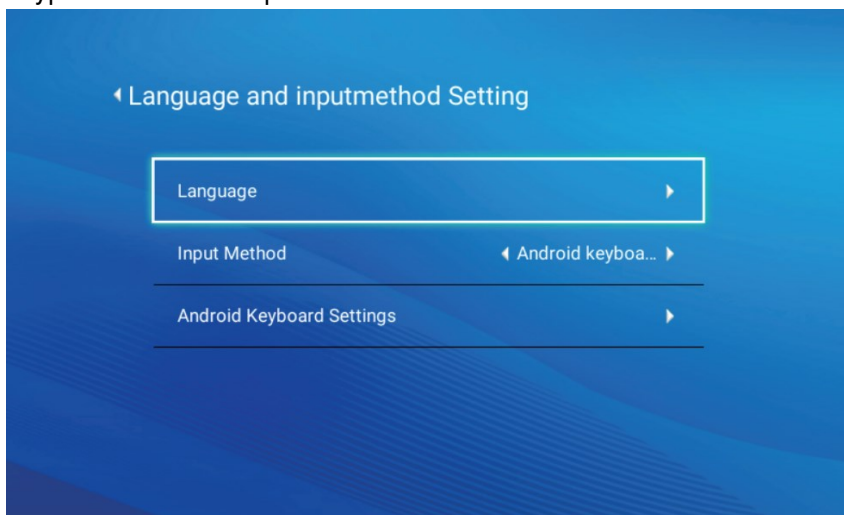 Language and inputmethod Setting
Language
Input Method Android keyboa...
Android Keyboard Settings